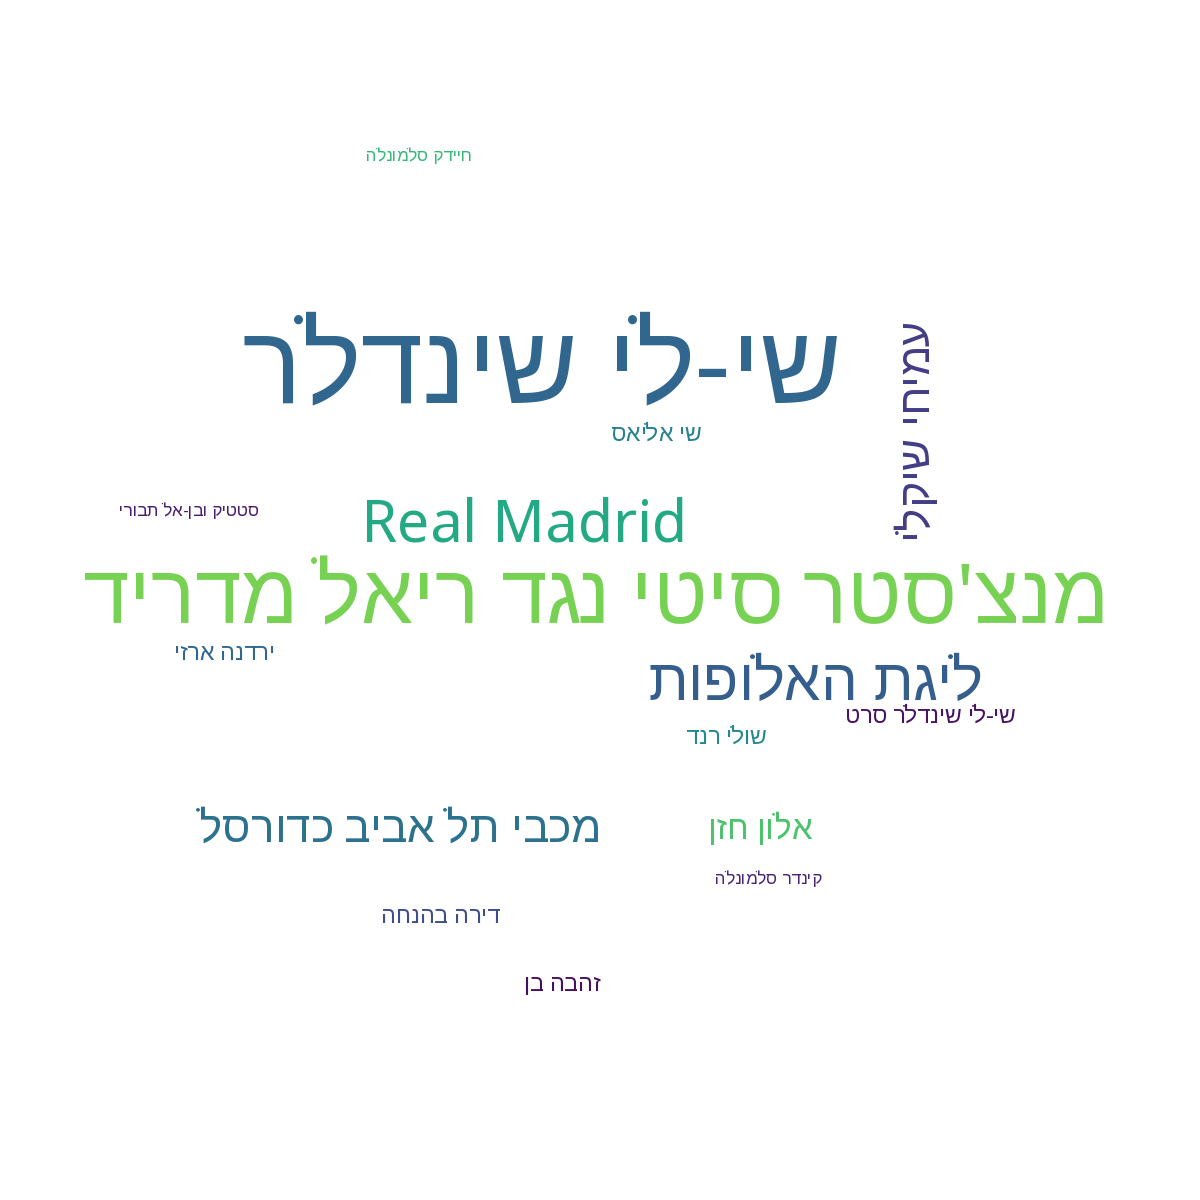 חיידק סלמונלה
שי-לי שינדלר
עמיחי שיקלי
שי אליאס
Real Madrid
סטטיק ובן-אל תבורי
מנצ'סטר סיטי נגד ריאל מדריד
ירדנה ארזי
ליגת האלופות
שי-לי שינדלר סרט
שולי רנד
מכבי תל אביב כדורסל
אלון חזן
קינדר סלמונלה
דירה בהנחה
זהבה בן